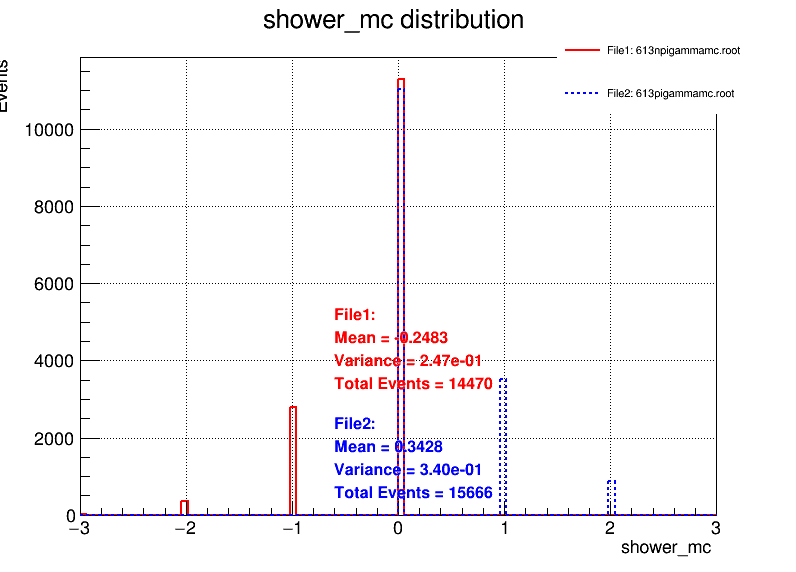 shower_mc distribution
Events
File1: 613npigammamc.root
File2: 613pigammamc.root
10000
8000
6000
4000
2000
0
File1:
Mean = -0.2483
Variance = 2.47e-01
Total Events = 14470
File2:
Mean = 0.3428
Variance = 3.40e-01
Total Events = 15666
−3 −2 −1 0 1 2 3
shower_mc